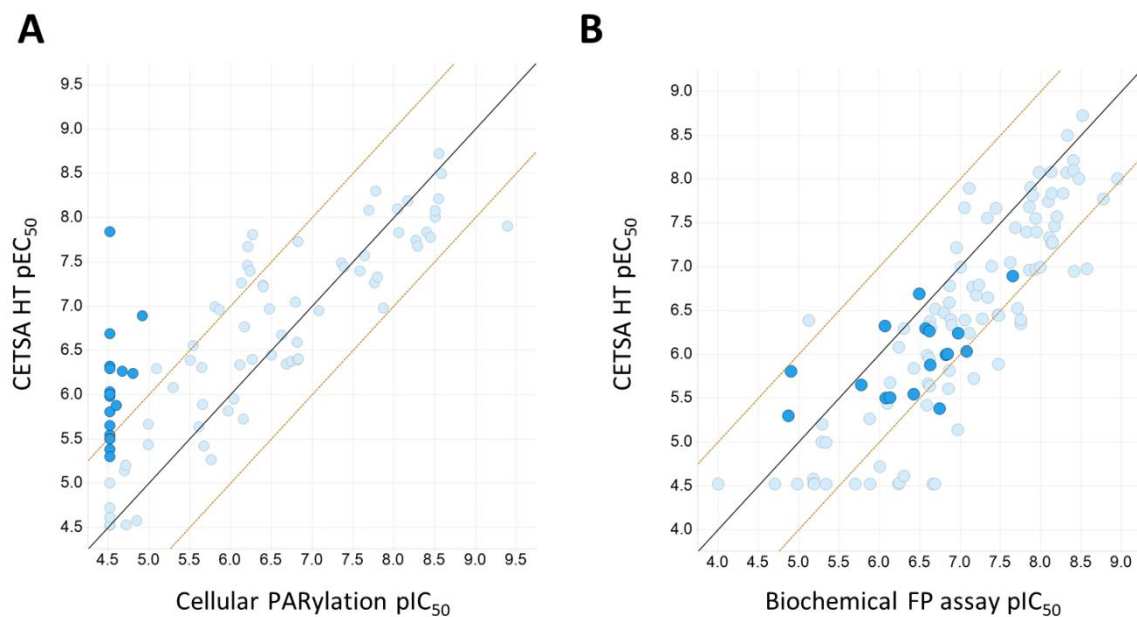 A
B
9.5
9.0
8.5
8.0
7.5
7.0
6.5
6.0
5.5
5.0
4.5
CETSA HT pEC50
4.5 5.0 5.5 6.0 6.5 7.0 7.5 8.0 8.5 9.0 9.5
Cellular PARylation pIC50
9.0
8.5
8.0
7.5
7.0
6.5
6.0
5.5
5.0
4.5
4.0
CETSA HT pEC50
4.0 4.5 5.0 5.5 6.0 6.5 7.0 7.5 8.0 8.5 9.0
Biochemical FP assay pIC50